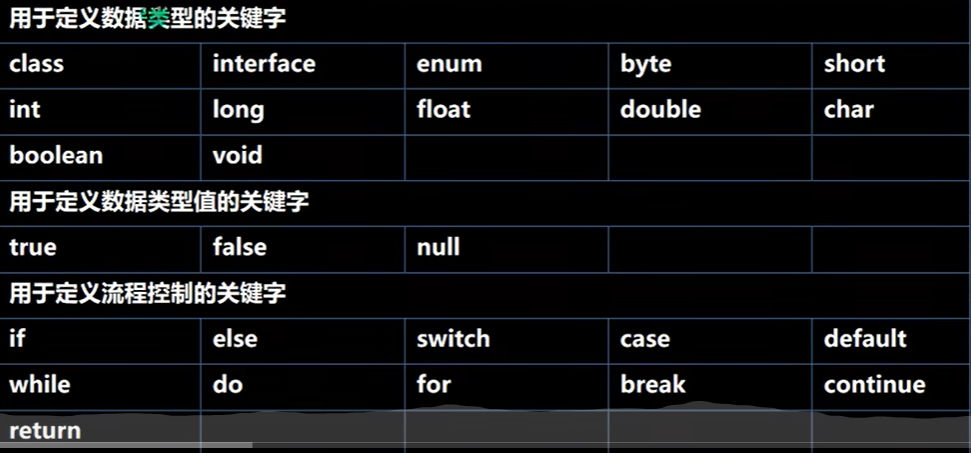 用于定义数据类型的关键字
class interface enum byte short
int long float double char
boolean void
用于定义数据类型值的关键字
true false null
用于定义流程控制的关键字
if else switch case default
while do for break continue
return